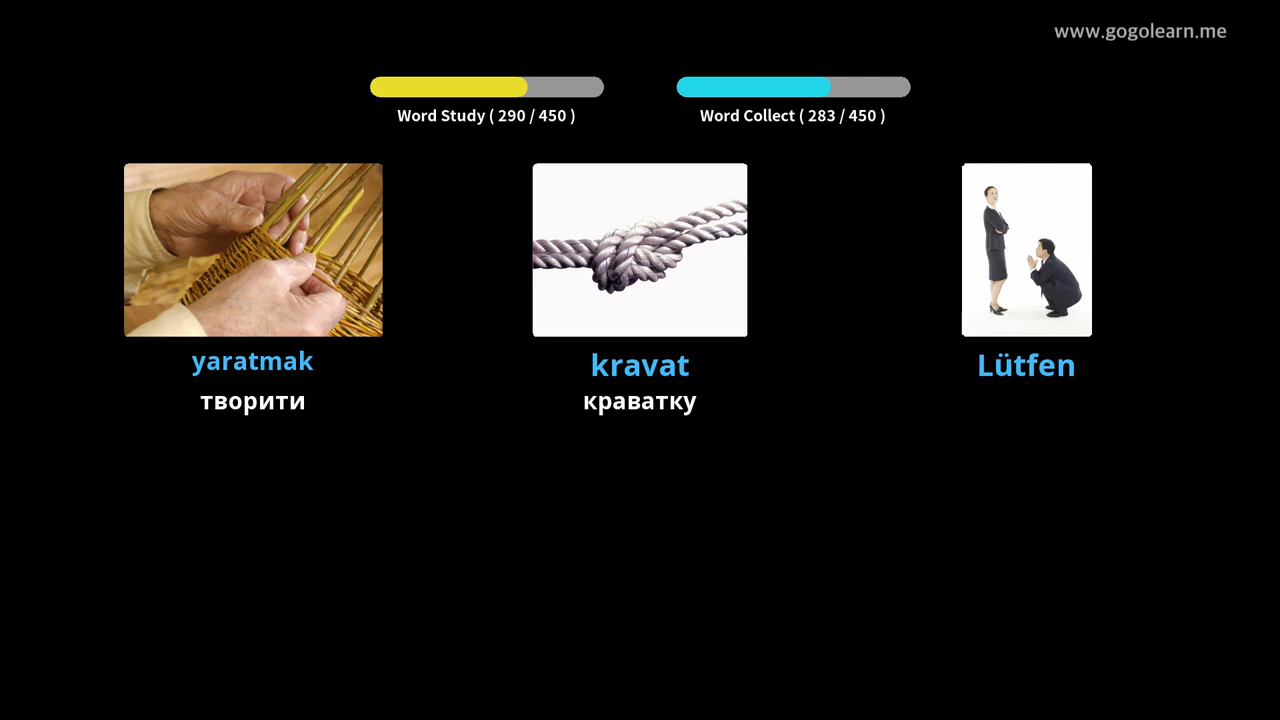 www.gogolearn.me
Word Study ( 290 / 450 )
Word Collect ( 283 / 450 )
yaratmak
kravat
Lütfen
творити
краватку